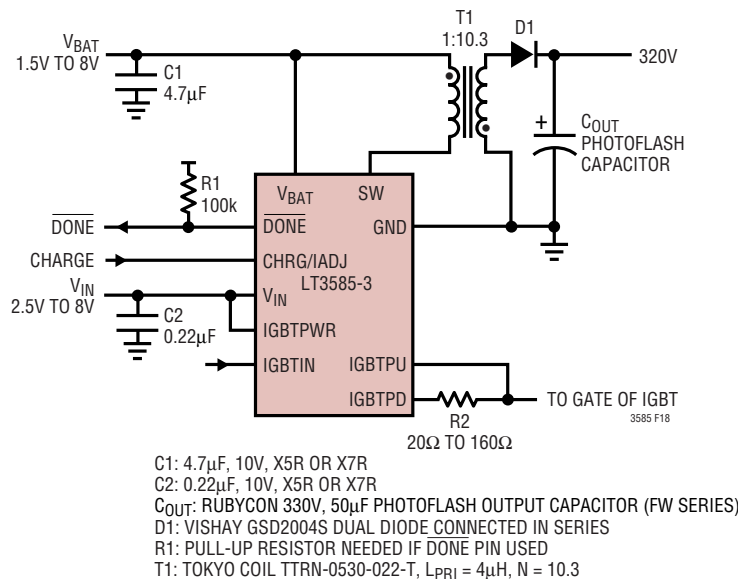 T1
1:10.3
D1
VBAT
1.5V TO 8V
320V
C1
4.7µF
+
COUT
PHOTOFLASH
CAPACITOR
R1
100k
VBAT
SW
DONE
DONE
GND
CHARGE
CHRG/IADJ
LT3585-3
VIN
2.5V TO 8V
VIN
C2
0.22µF
IGBTPWR
IGBTIN
IGBTPU
IGBTPD
TO GATE OF IGBT
3585 F18
R2
20Ω TO 160Ω
C1: 4.7µF, 10V, X5R OR X7R
C2: 0.22µF, 10V, X5R OR X7R
COUT: RUBYCON 330V, 50µF PHOTOFLASH OUTPUT CAPACITOR (FW SERIES)
D1: VISHAY GSD2004S DUAL DIODE CONNECTED IN SERIES
R1: PULL-UP RESISTOR NEEDED IF DONE PIN USED
T1: TOKYO COIL TTRN-0530-022-T, LPRI = 4µH, N = 10.3